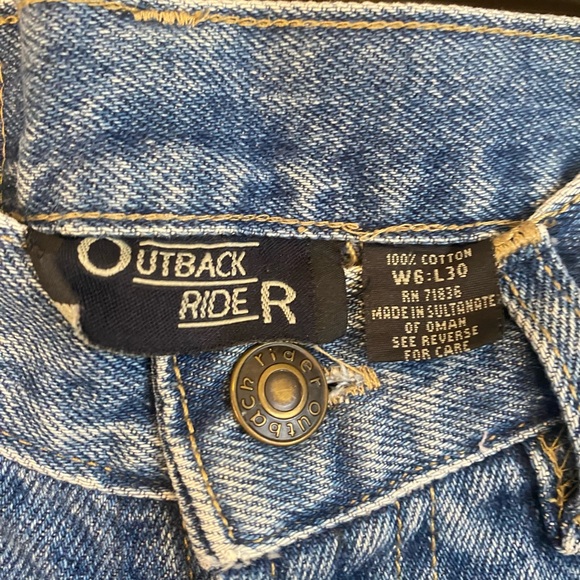 OUTBACK
RIDER
100% COTTON
W6:L30
RN 71836
MADE IN SULTANATE
OF OMAN
SEE REVERSE
FOR CARE
outback rider